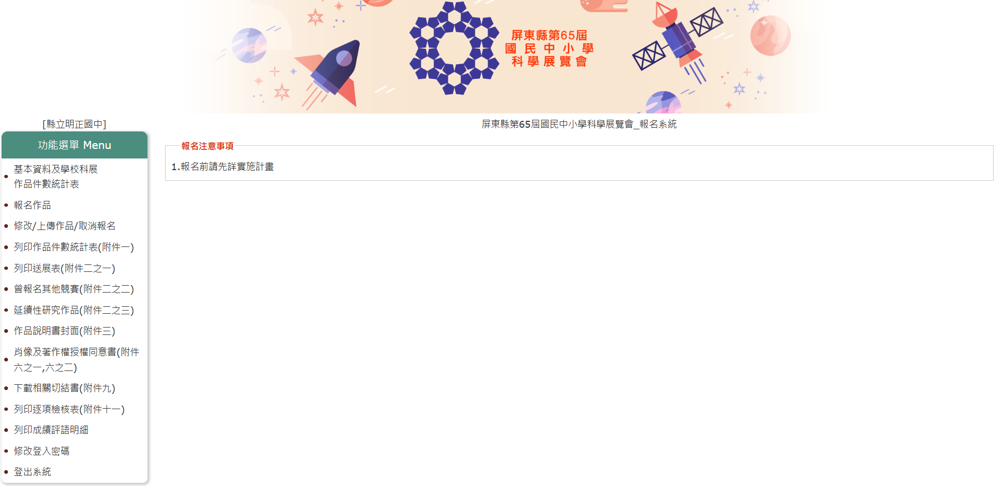 屏東縣第65屆
國民中小學
科學展覽會
[縣立明正國中]
屏東縣第65屆國民中小學科學展覽會_報名系統
功能選單 Menu
基本資料及學校科展
作品件數統計表
報名作品
修改/上傳作品/取消報名
列印作品件數統計表(附件一)
列印送展表(附件二之一)
曾報名其他競賽(附件二之二)
延續性研究作品(附件二之三)
作品說明書封面(附件三)
肖像及著作權授權同意書(附件
六之一,六之二)
下載相關切結書(附件九)
列印逐項檢核表(附件十一)
列印成績評語明細
修改登入密碼
登出系統
報名注意事項
1.報名前請先詳實施計畫